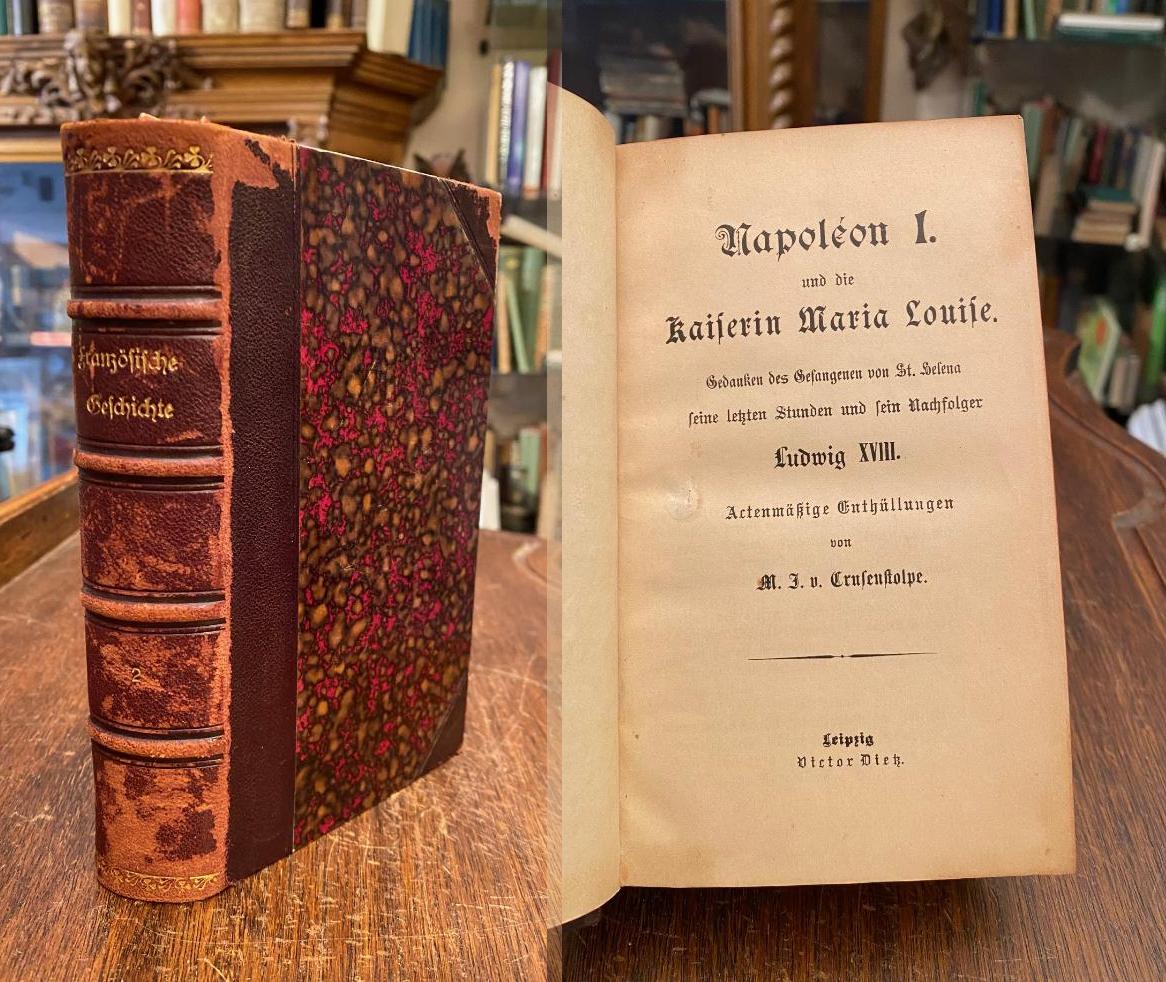 Französische
Geschichte
2
Napoléon I.
und die
Kaiserin Maria Louise.
Gedanken des Gefangenen von St. Helena
seine letzten Stunden und sein Nachfolger
Ludwig XVIII.
Actenmäßige Enthüllungen
von
M. J. v. Crusenstolpe.
Leipzig
Victor Dietz.